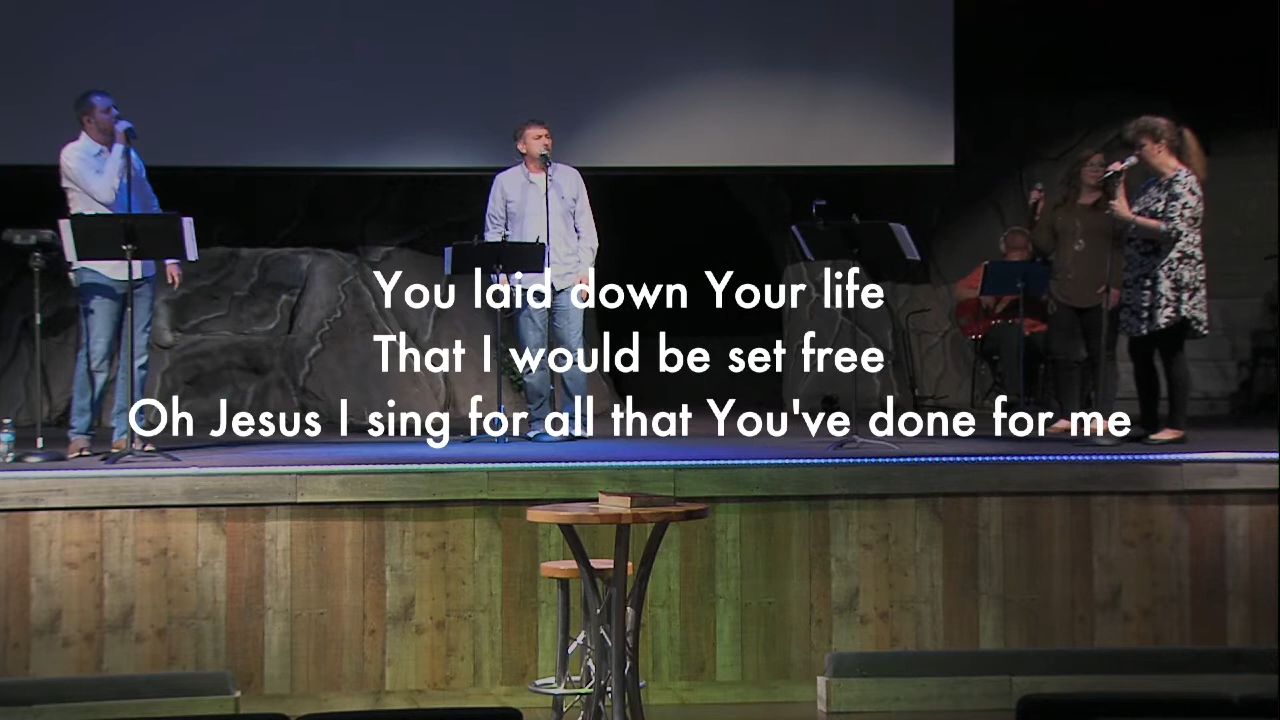 You laid down Your life
That I would be set free
Oh Jesus I sing for all that You've done for me